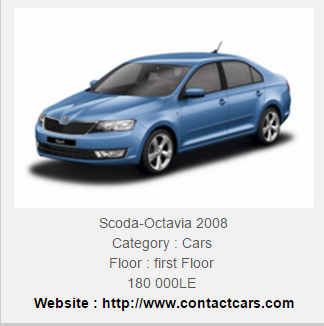 Scoda-Octavia 2008
Category : Cars
Floor : first Floor
180 000LE
Website : http://www.contactcars.com